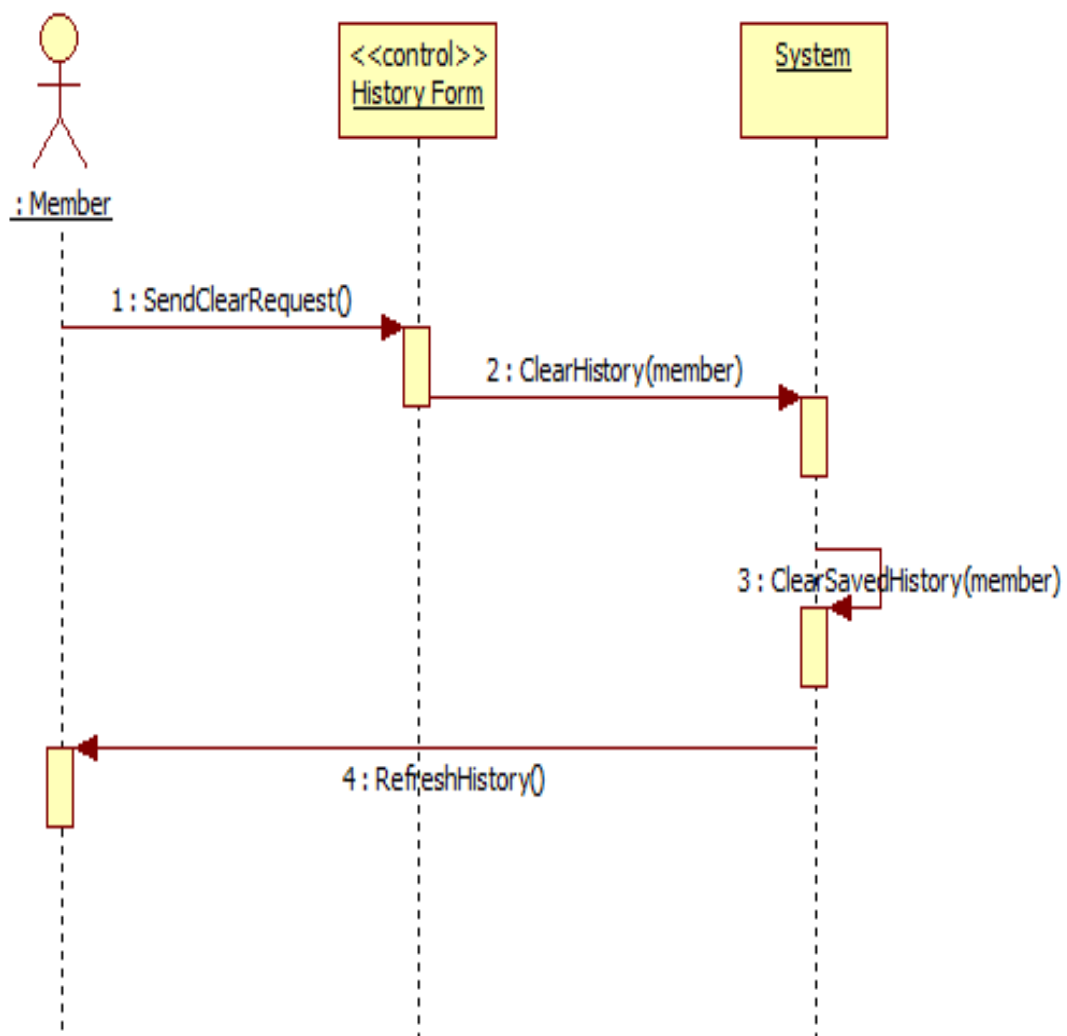 <<control>>
History Form
System
: Member
1 : SendClearRequest()
2 : ClearHistory(member)
3 : ClearSavedHistory(member)
4 : RefreshHistory()